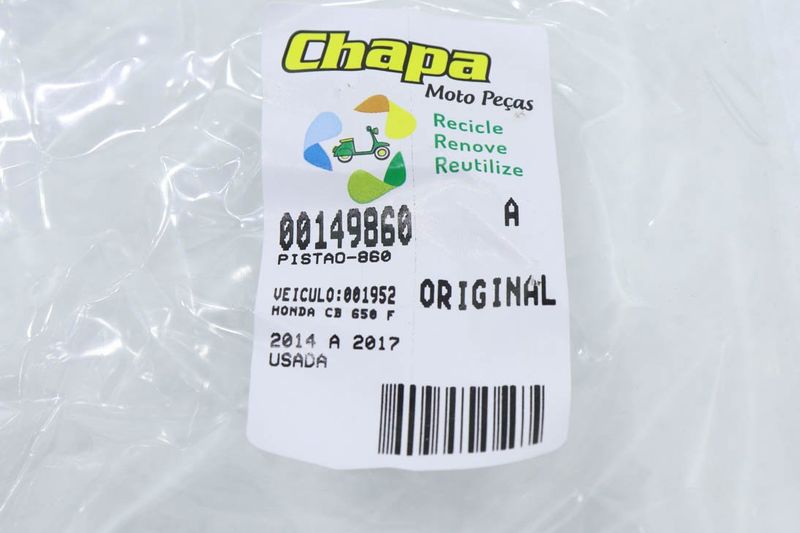 Chapa
Moto Peças
Recicle
Renove
Reutilize
00149860
A
PISTAO-860
VEICULO:001952
ORIGINAL
HONDA CB 650 F
2014 A 2017
USADA